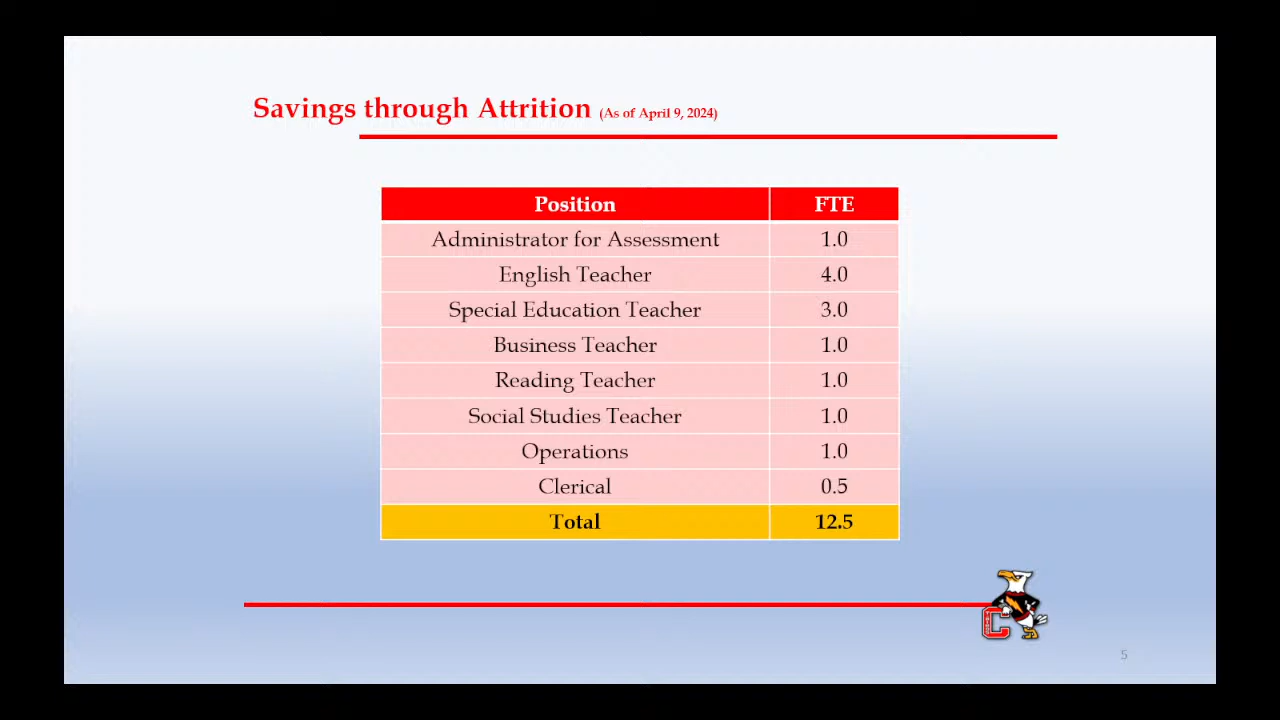 Savings through Attrition (As of April 9, 2024)
Position FTE
Administrator for Assessment 1.0
English Teacher 4.0
Special Education Teacher 3.0
Business Teacher 1.0
Reading Teacher 1.0
Social Studies Teacher 1.0
Operations 1.0
Clerical 0.5
Total 12.5
C
5